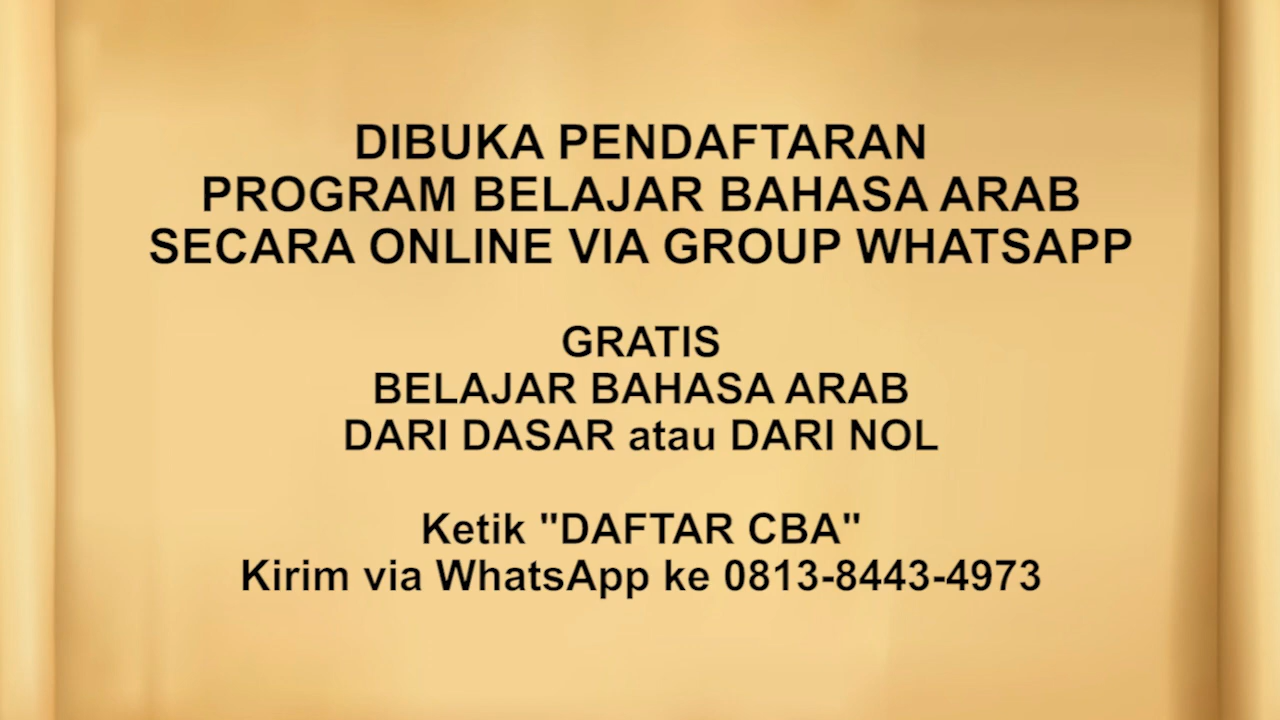 DIBUKA PENDAFTARAN
PROGRAM BELAJAR BAHASA ARAB
SECARA ONLINE VIA GROUP WHATSAPP
GRATIS
BELAJAR BAHASA ARAB
DARI DASAR atau DARI NOL
Ketik "DAFTAR CBA"
Kirim via WhatsApp ke 0813-8443-4973